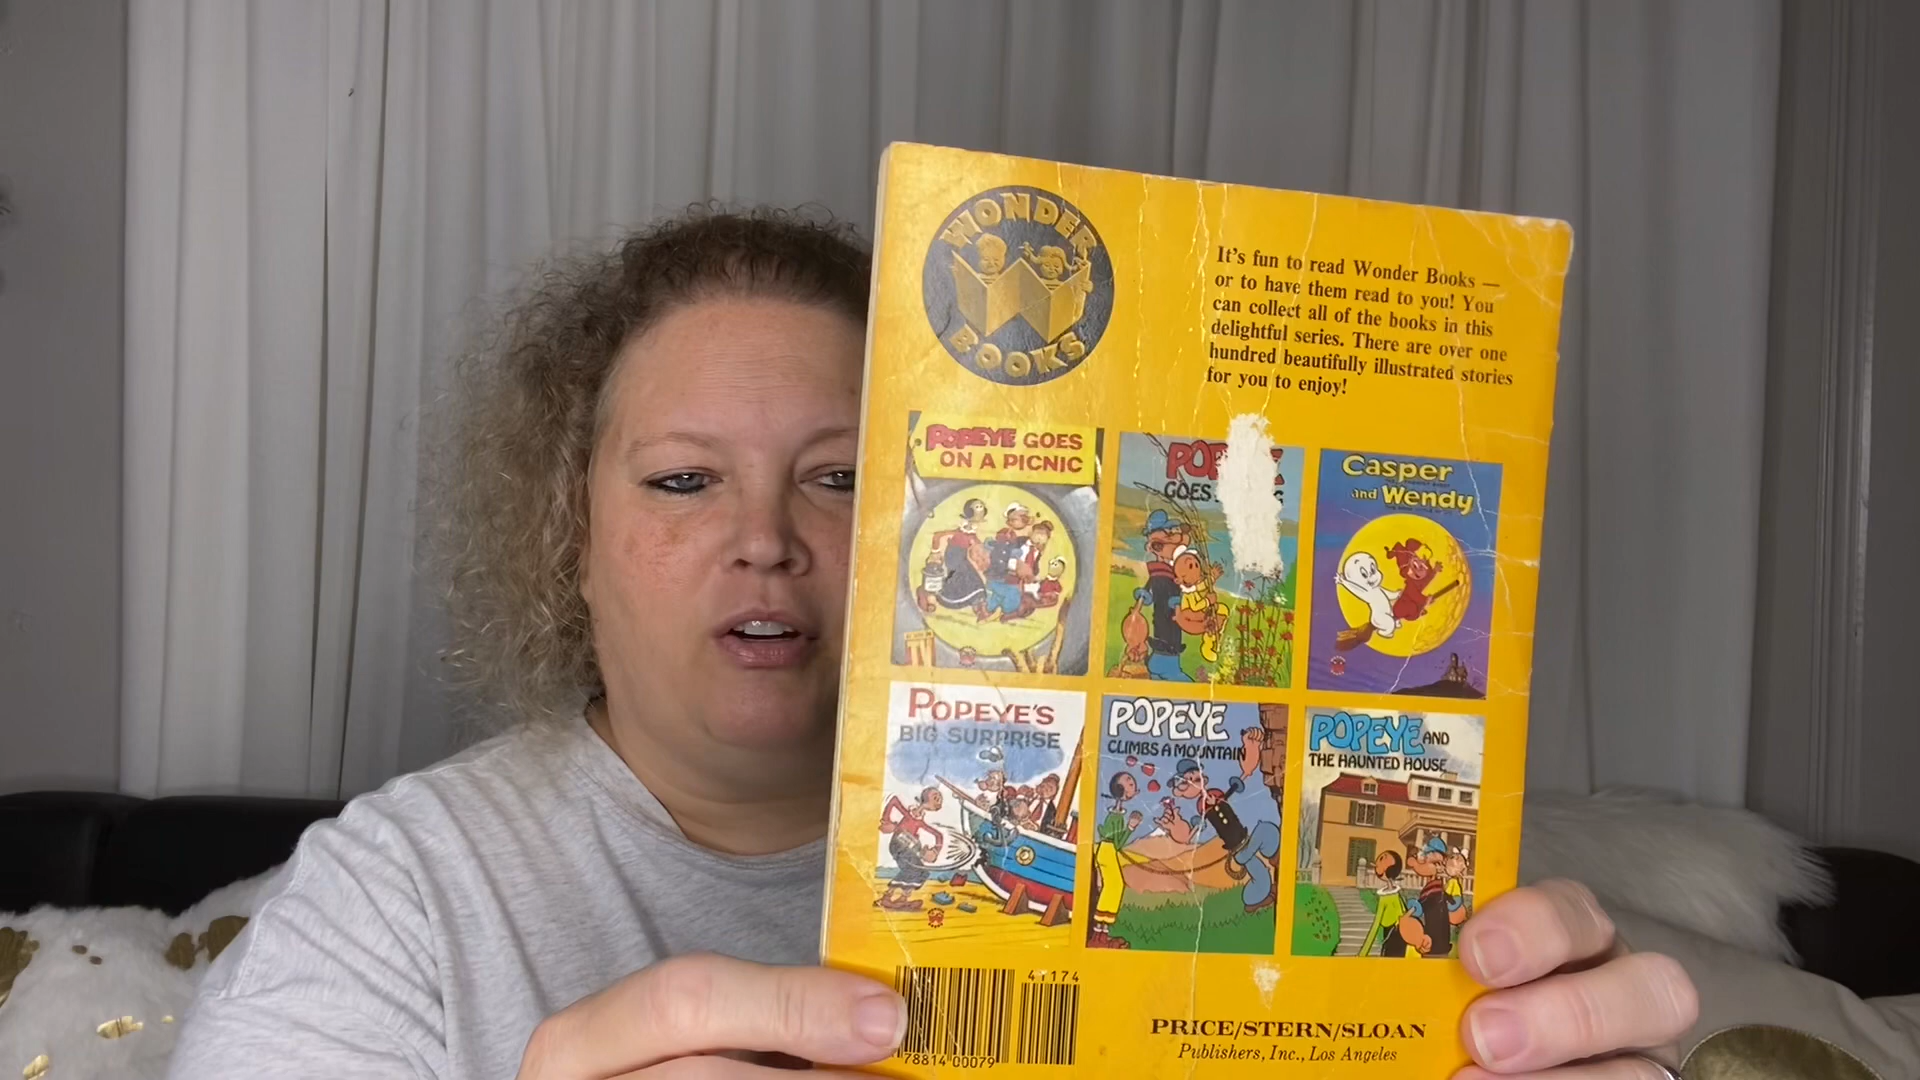 WONDER
BOOKS
It's fun to read Wonder Books —
or to have them read to you! You
can collect all of the books in this
delightful series. There are over one
hundred beautifully illustrated stories
for you to enjoy!
POPEYE GOES
ON A PICNIC
GOES
Casper
and Wendy
POPEYE'S
BIG SURPRISE
POPEYE
CLIMBS A MOUNTAIN
POPEYE AND
THE HAUNTED HOUSE
41174
78814 00079
PRICE/STERN/SLOAN
Publishers, Inc., Los Angeles